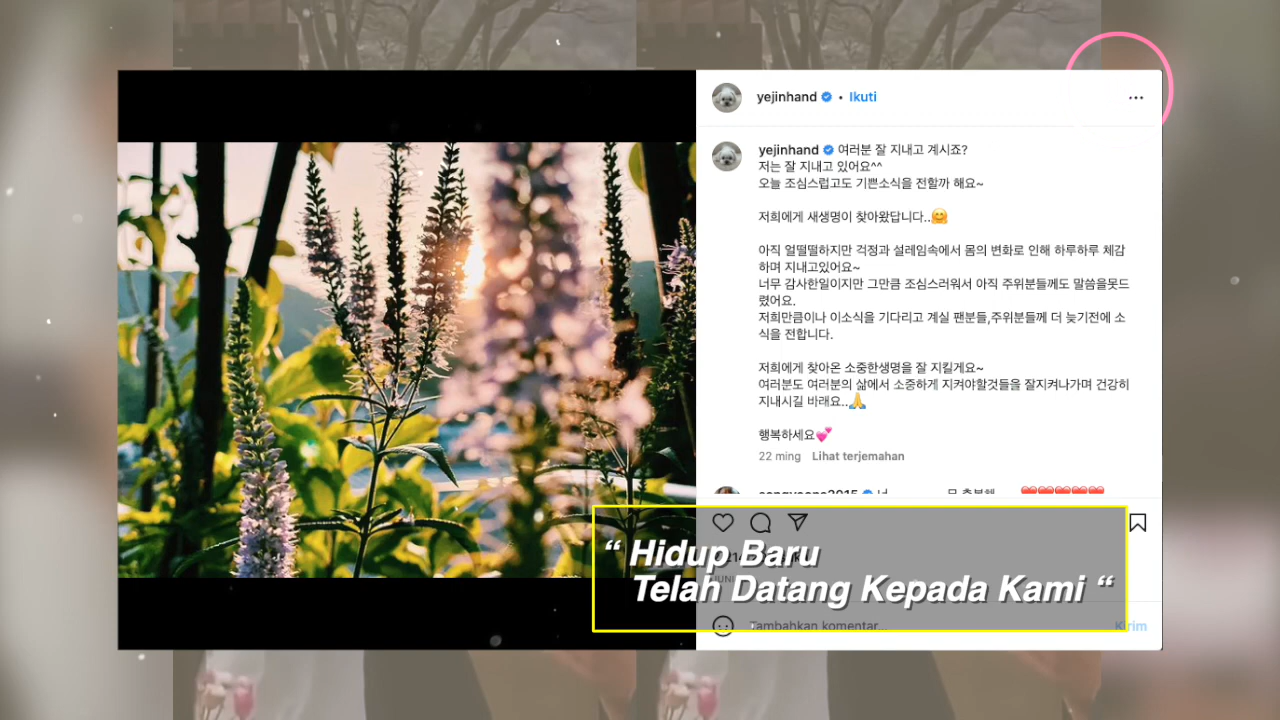 yejinhand • Ikuti
yejinhand 여러분 잘 지내고 계시죠?
저는 잘 지내고 있어요^^
오늘 조심스럽고도 기쁜소식을 전할까 해요~
저희에게 새생명이 찾아왔답니다..🤗
아직 얼떨떨하지만 걱정과 설레임속에서 몸의 변화로 인해 하루하루 체감
하며 지내고있어요~
너무 감사한일이지만 그만큼 조심스러워서 아직 주위분들께도 말씀을못드
렸어요.
저희만큼이나 이소식을 기다리고 계실 팬분들,주위분들께 더 늦기전에 소
식을 전합니다.
저희에게 찾아온 소중한생명을 잘 지킬게요~
여러분도 여러분의 삶에서 소중하게 지켜야할것들을 잘지켜나가며 건강히
지내시길 바래요..🙏
행복하세요💕
22 ming Lihat terjemahan
“ Hidup Baru
Telah Datang Kepada Kami “
Tambahkan komentar...
Kirim